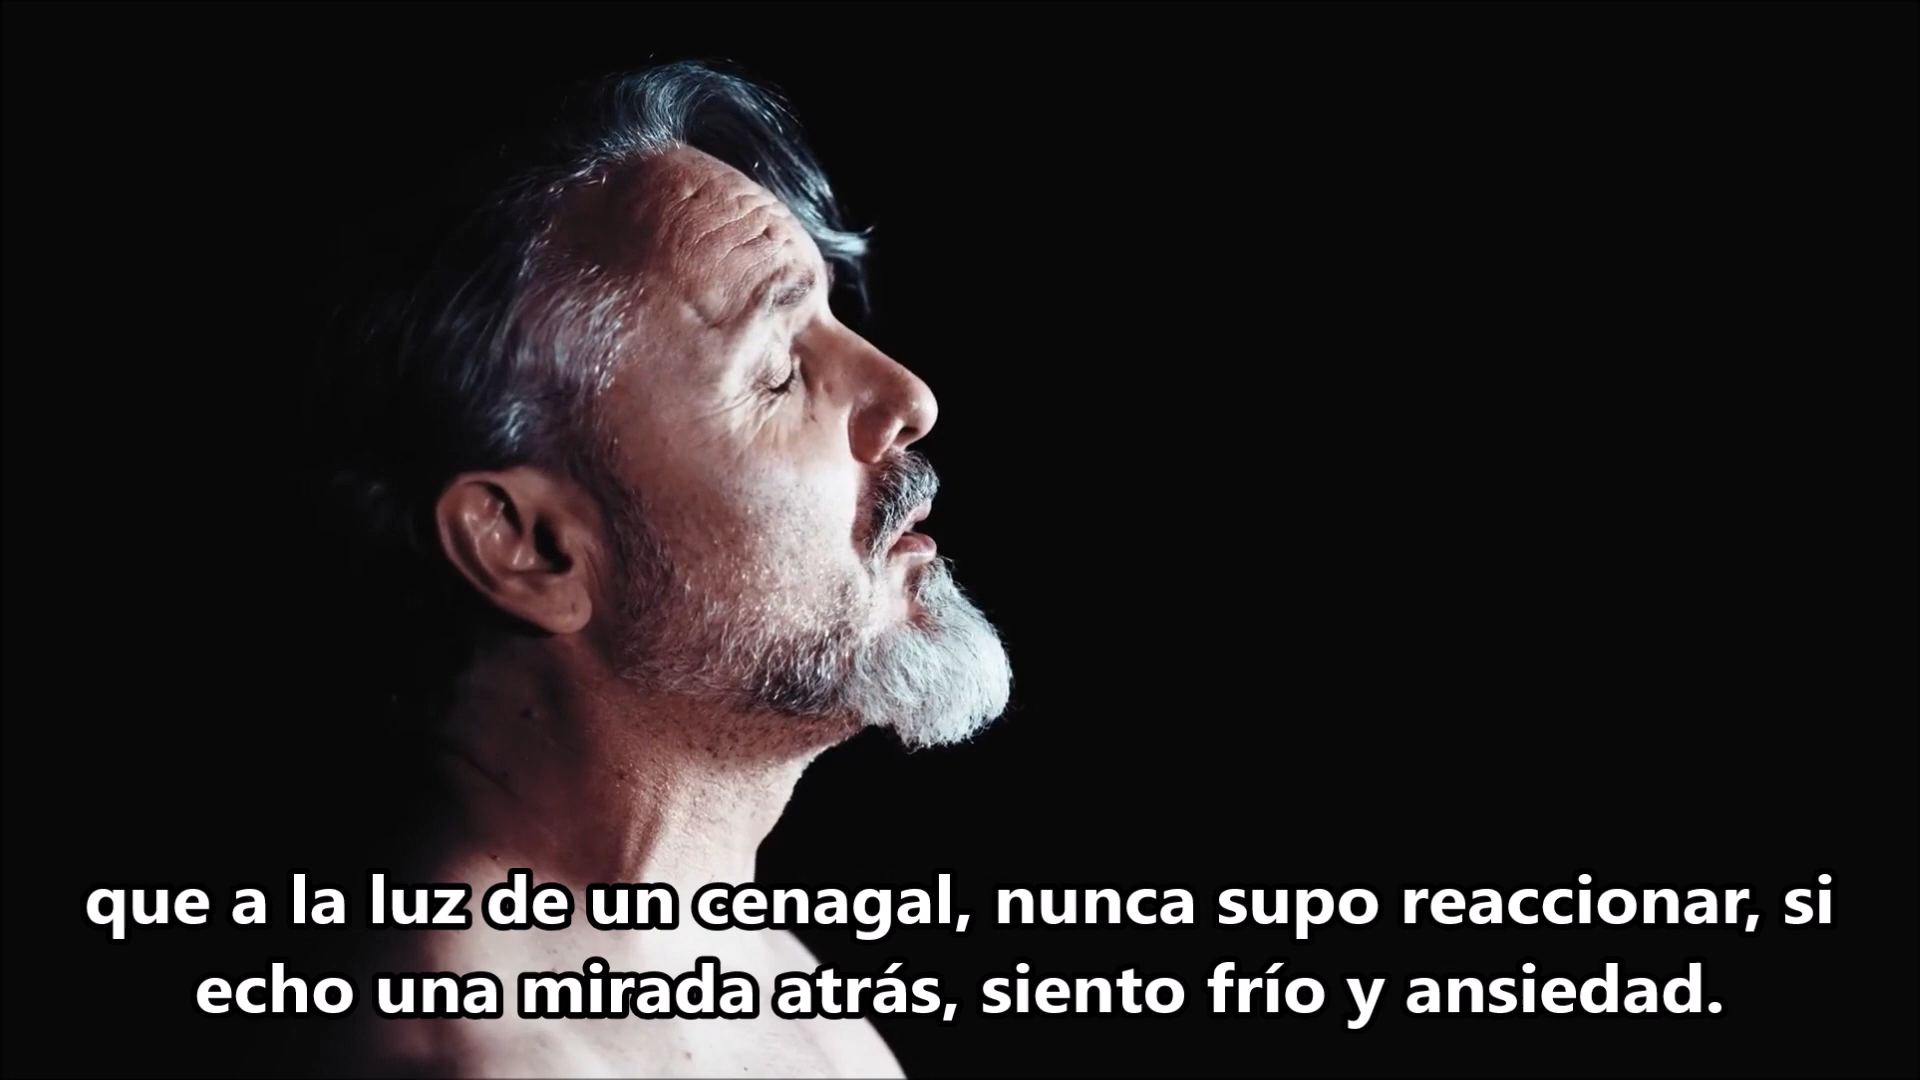 que a la luz de un cenagal, nunca supo reaccionar, si
echo una mirada atrás, siento frío y ansiedad.